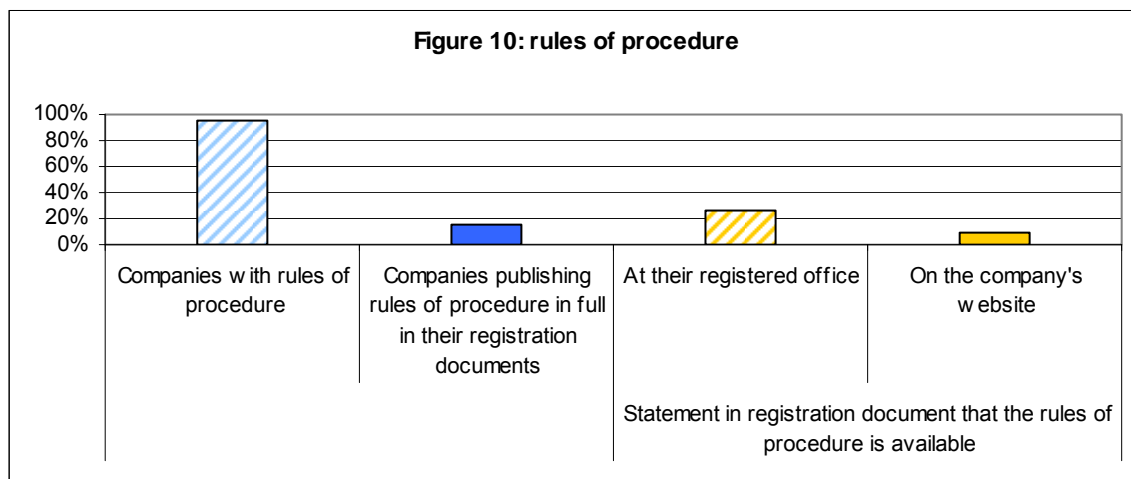 Figure 10: rules of procedure
100%
80%
60%
40%
20%
0%
Companies with rules of
procedure
Companies publishing
rules of procedure in full
in their registration
documents
At their registered office
On the company's
website
Statement in registration document that the rules of
procedure is available